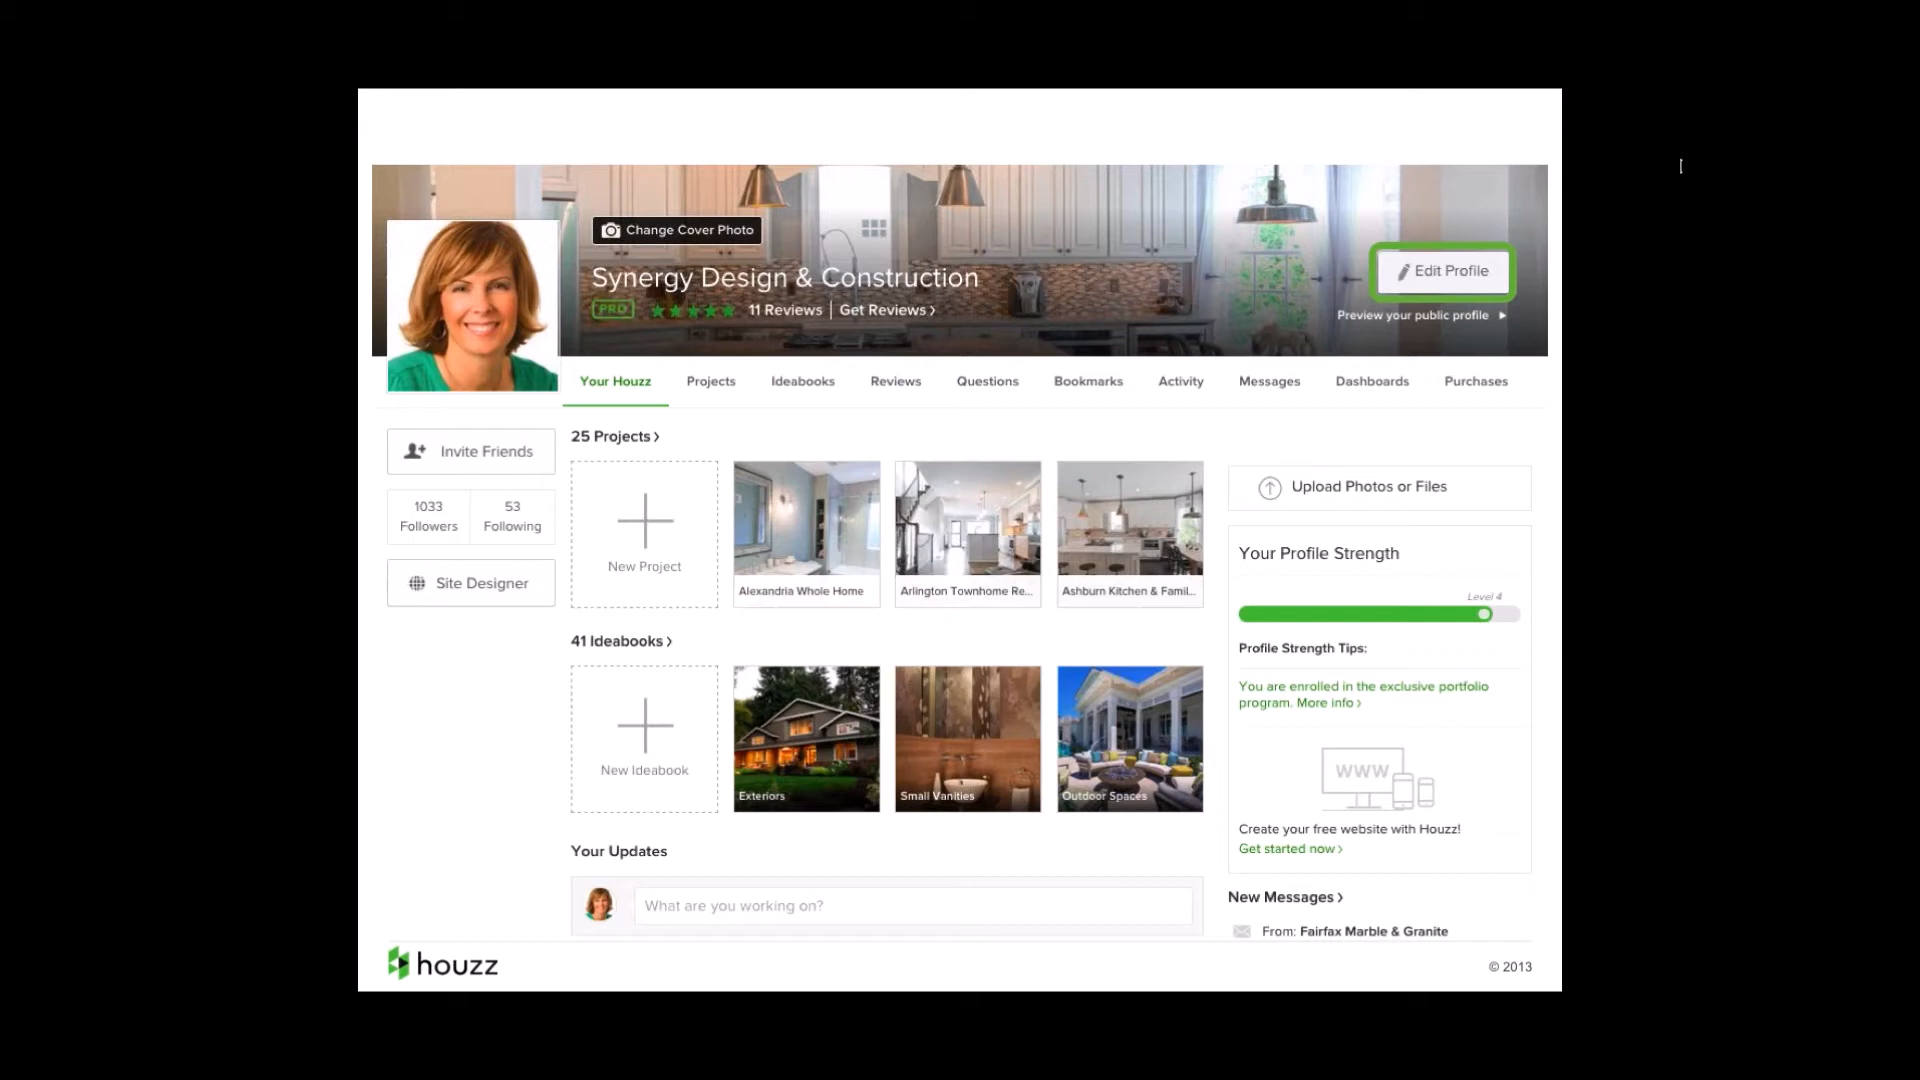 Change Cover Photo
Synergy Design & Construction
PRO 11 Reviews | Get Reviews ›
Edit Profile
Preview your public profile
Your Houzz Projects Ideabooks Reviews Questions Bookmarks Activity Messages Dashboards Purchases
Invite Friends
1033 53
Followers Following
Site Designer
25 Projects ›
New Project
Alexandria Whole Home
Arlington Townhome Re...
Ashburn Kitchen & Famil...
41 Ideabooks ›
New Ideabook
Exteriors
Small Vanities
Outdoor Spaces
Your Updates
What are you working on?
Upload Photos or Files
Your Profile Strength
Level 4
Profile Strength Tips:
You are enrolled in the exclusive portfolio
program. More info ›
WWW
Create your free website with Houzz!
Get started now ›
New Messages ›
From: Fairfax Marble & Granite
houzz
© 2013